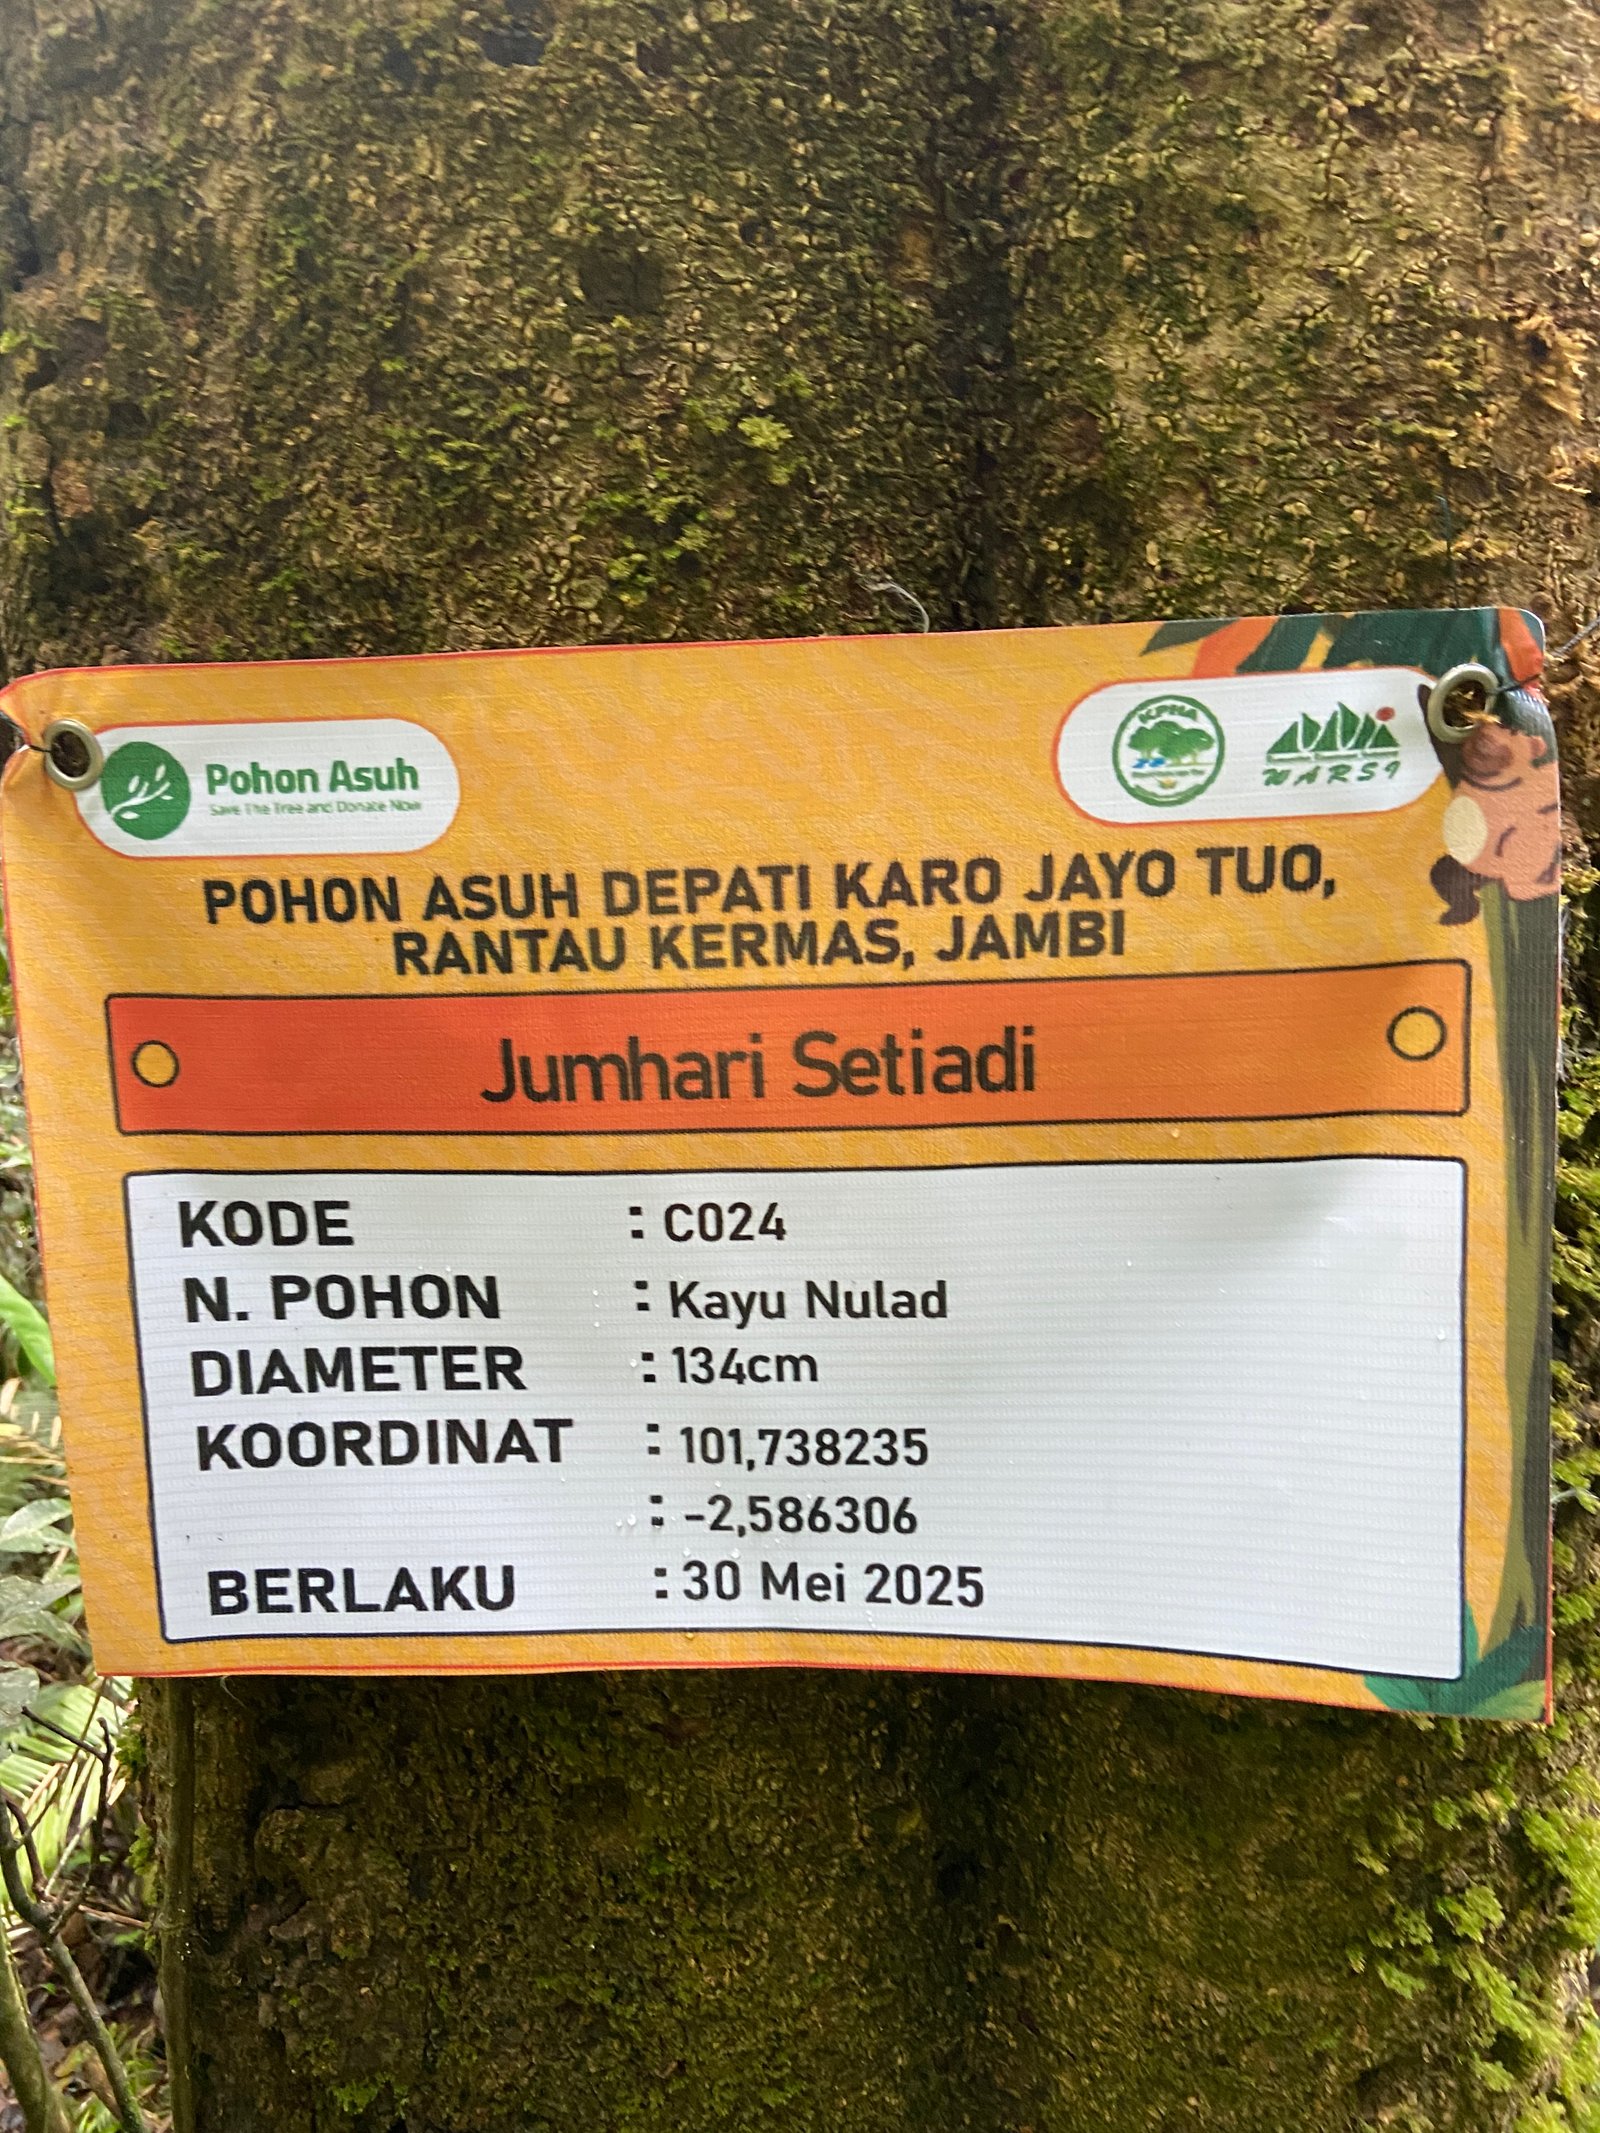 Pohon Asuh
Save The Tree and Donate Now
KPHA
WARSI
POHON ASUH DEPATI KARO JAYO TUO,
RANTAU KERMAS, JAMBI
Jumhari Setiadi
KODE : C024
N. POHON : Kayu Nulad
DIAMETER : 134cm
KOORDINAT : 101,738235
: -2,586306
BERLAKU : 30 Mei 2025